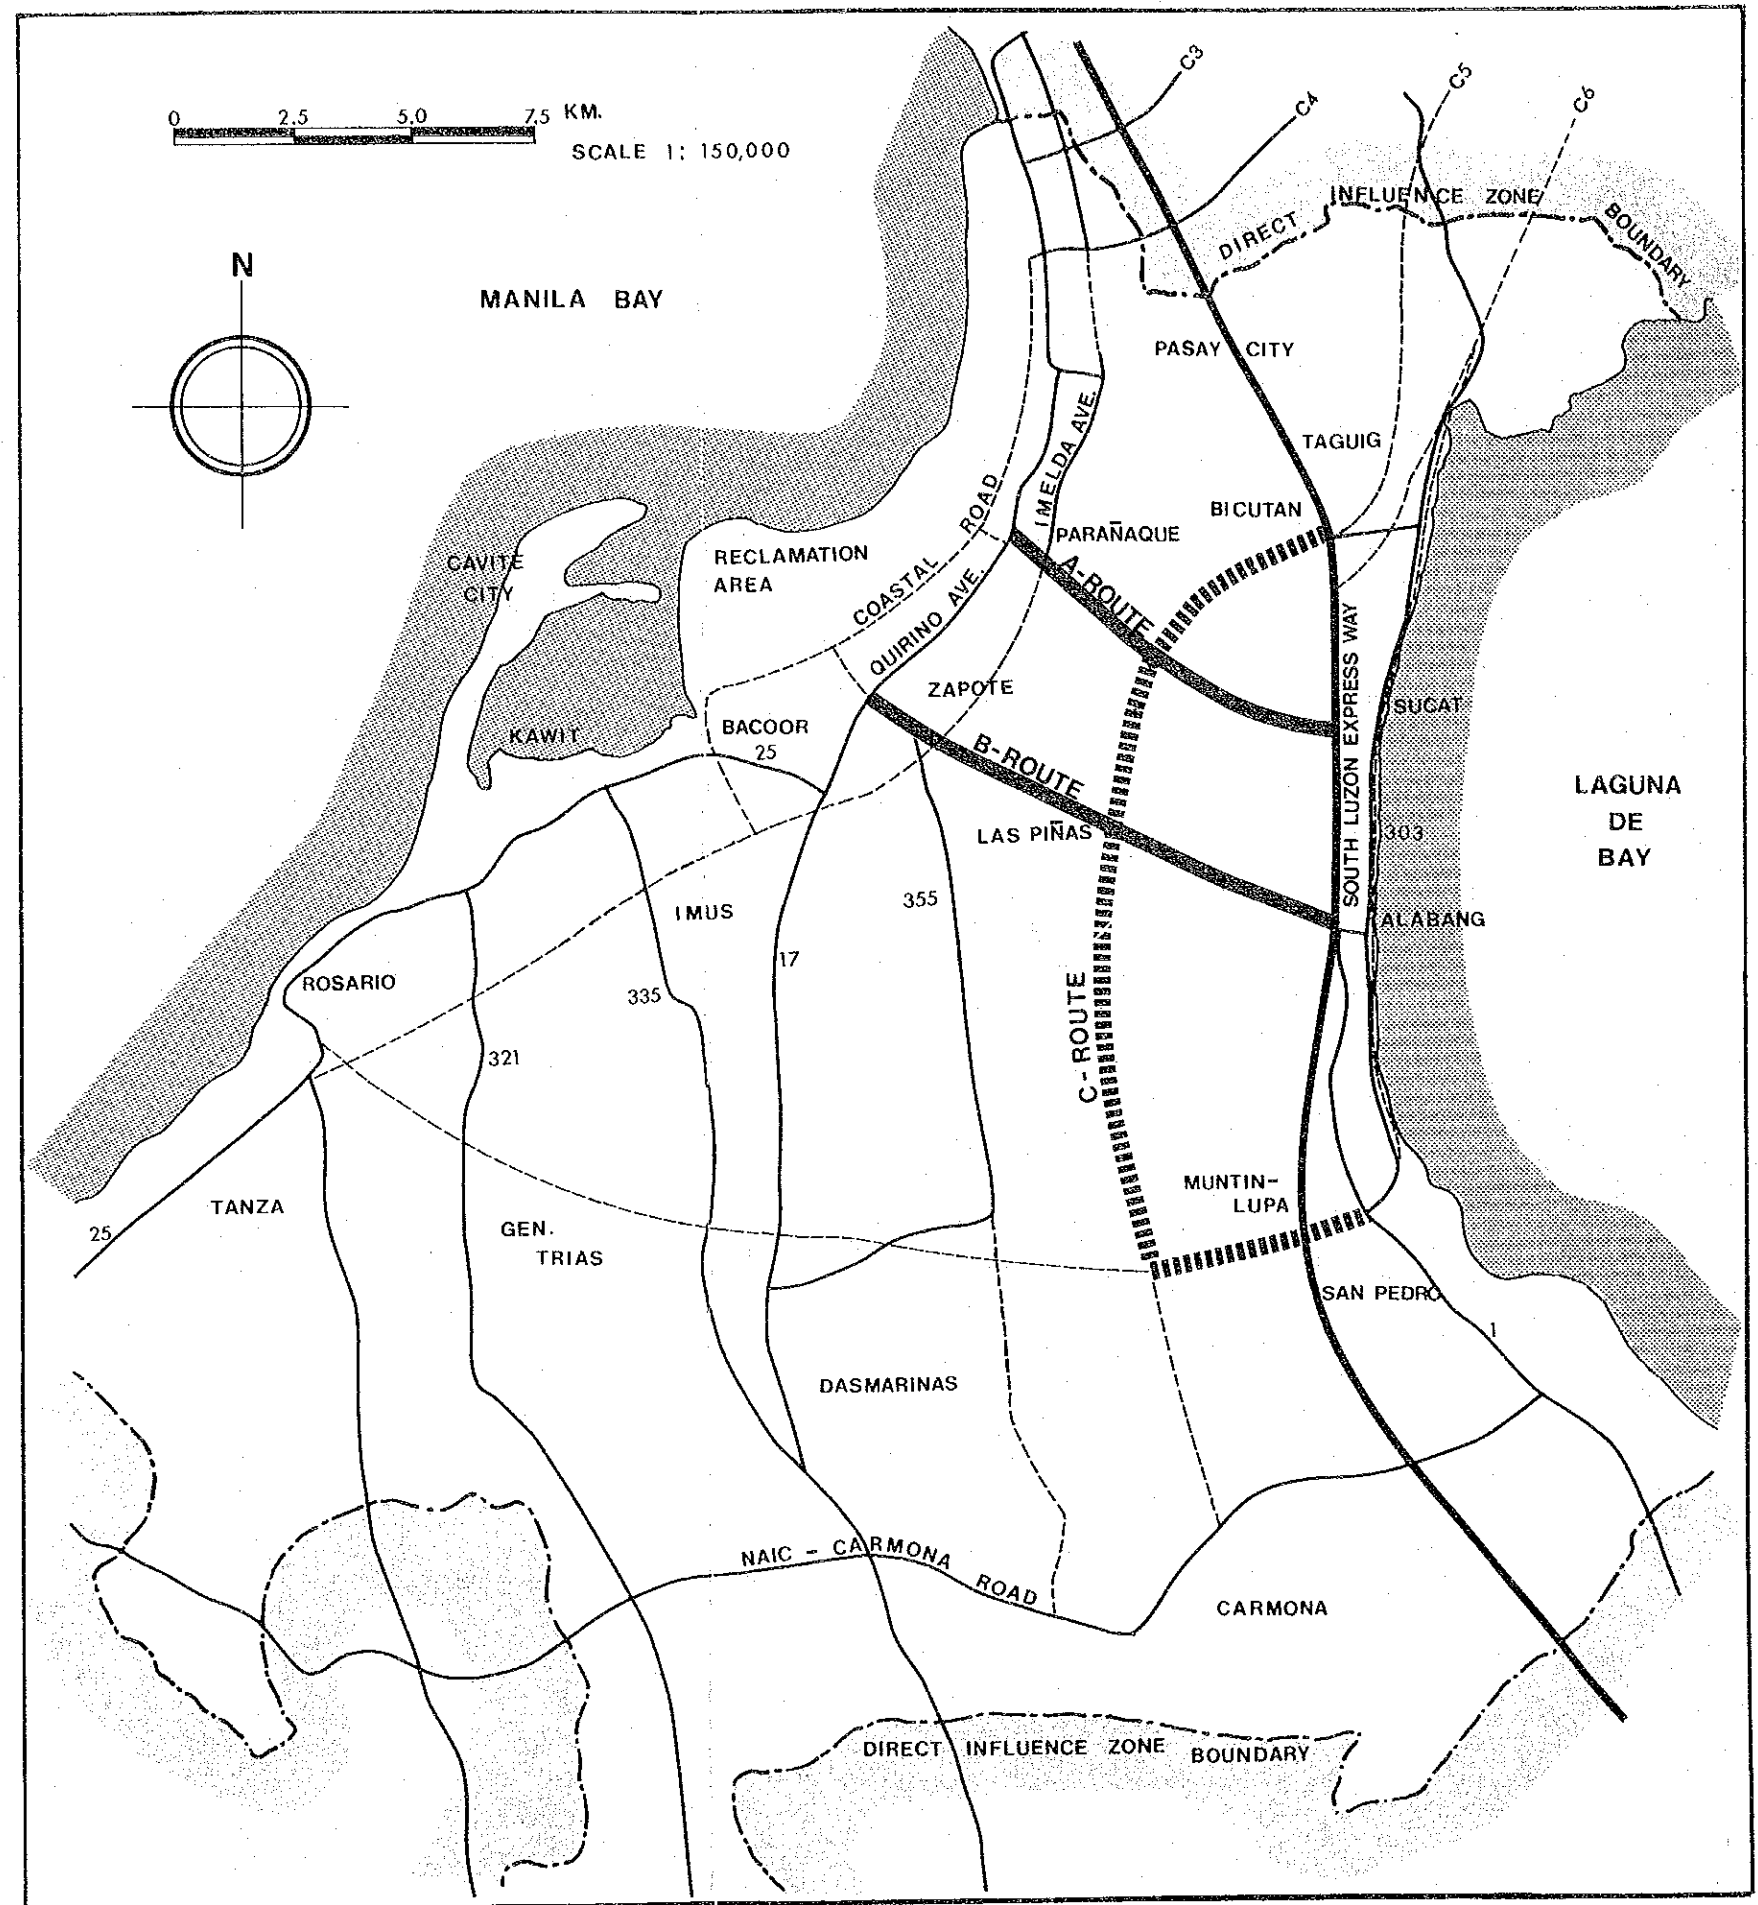 C3
C5
C6
C4
0 2.5 5.0 7.5 KM.
SCALE 1: 150,000
DIRECT INFLUENCE ZONE BOUNDARY
N
MANILA BAY
PASAY CITY
IMELDA AVE.
TAGUIG
BICUTAN
COASTAL ROAD
PARAÑAQUE
RECLAMATION
AREA
CAVITE
CITY
A-ROUTE
QUIRINO AVE.
SOUTH LUZON EXPRESS WAY
ZAPOTE
SUCAT
KAWIT
BACOOR
25
B-ROUTE
LAGUNA
DE
BAY
LAS PIÑAS
303
355
IMUS
ALABANG
17
ROSARIO
335
C-ROUTE
321
MUNTIN-
LUPA
TANZA
25
GEN.
TRIAS
SAN PEDRO
1
DASMARINAS
NAIC - CARMONA ROAD
CARMONA
DIRECT INFLUENCE ZONE BOUNDARY